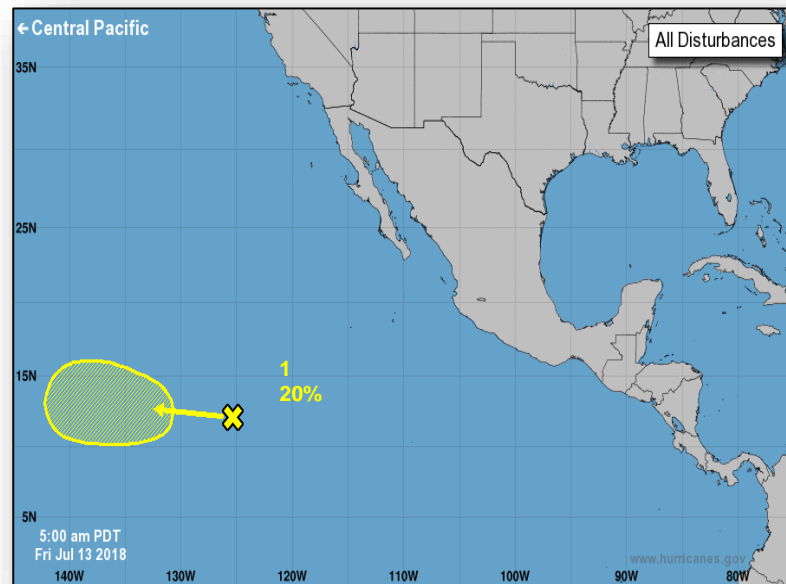 ←Central Pacific
All Disturbances
35N
25N
15N
5N
1
20%
5:00 am PDT
Fri Jul 13 2018
www.hurricanes.gov
140W
130W
120W
110W
100W
90W
80W